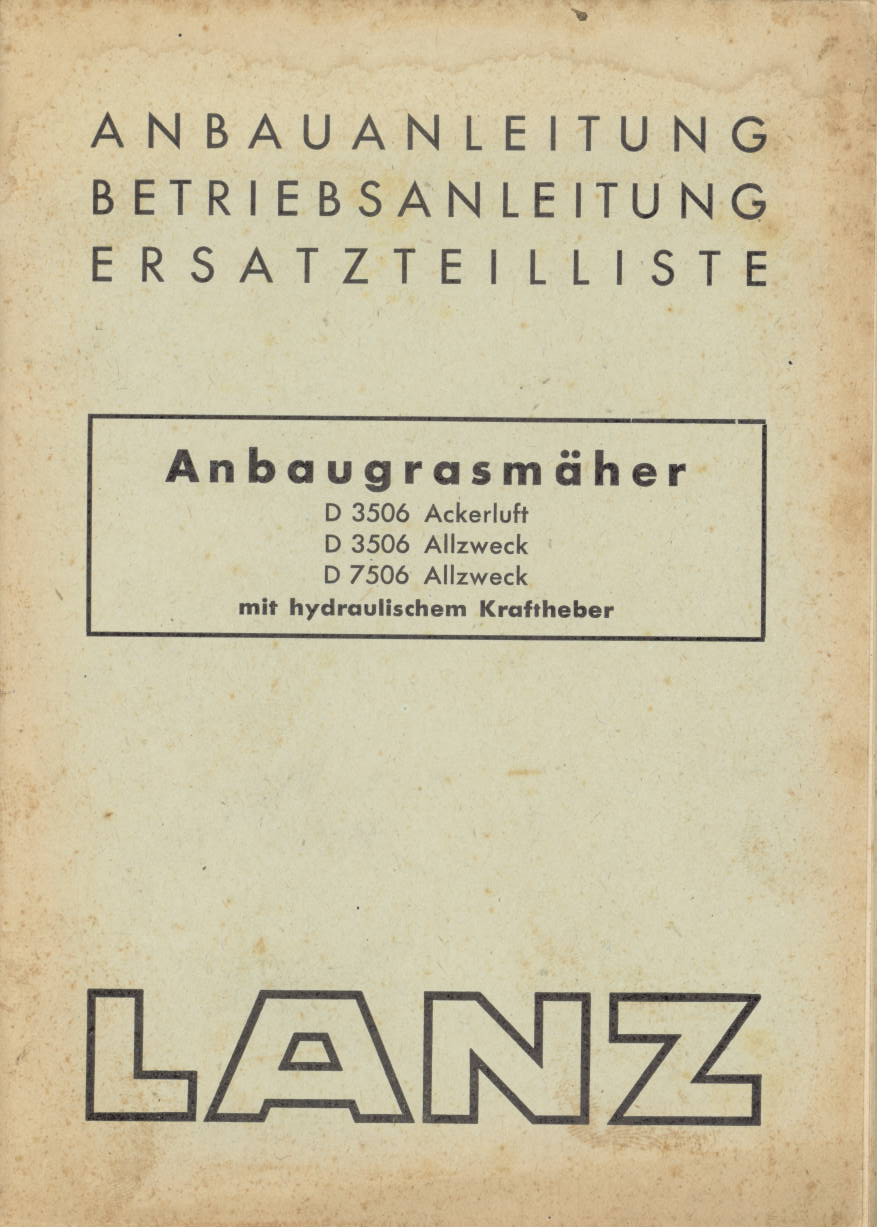 ANBAUANLEITUNG
BETRIEBSANLEITUNG
ERSATZTEILLISTE
Anbaugrasmäher
D 3506 Ackerluft
D 3506 Allzweck
D 7506 Allzweck
mit hydraulischem Kraftheber
LANZ